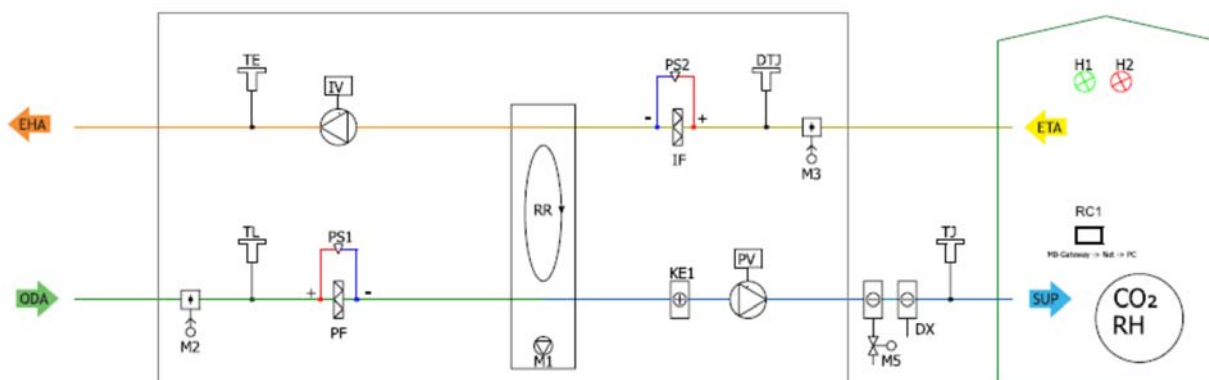 TE
IV
PS2
DTJ
H1 H2
EHA
-
+
ETA
IF
M3
RR
RC1
MB-Gateway -> Net -> PC
TL
PS1
KE1
PV
TJ
ODA
+
-
SUP
CO₂
RH
M2
PF
M1
M5
DX